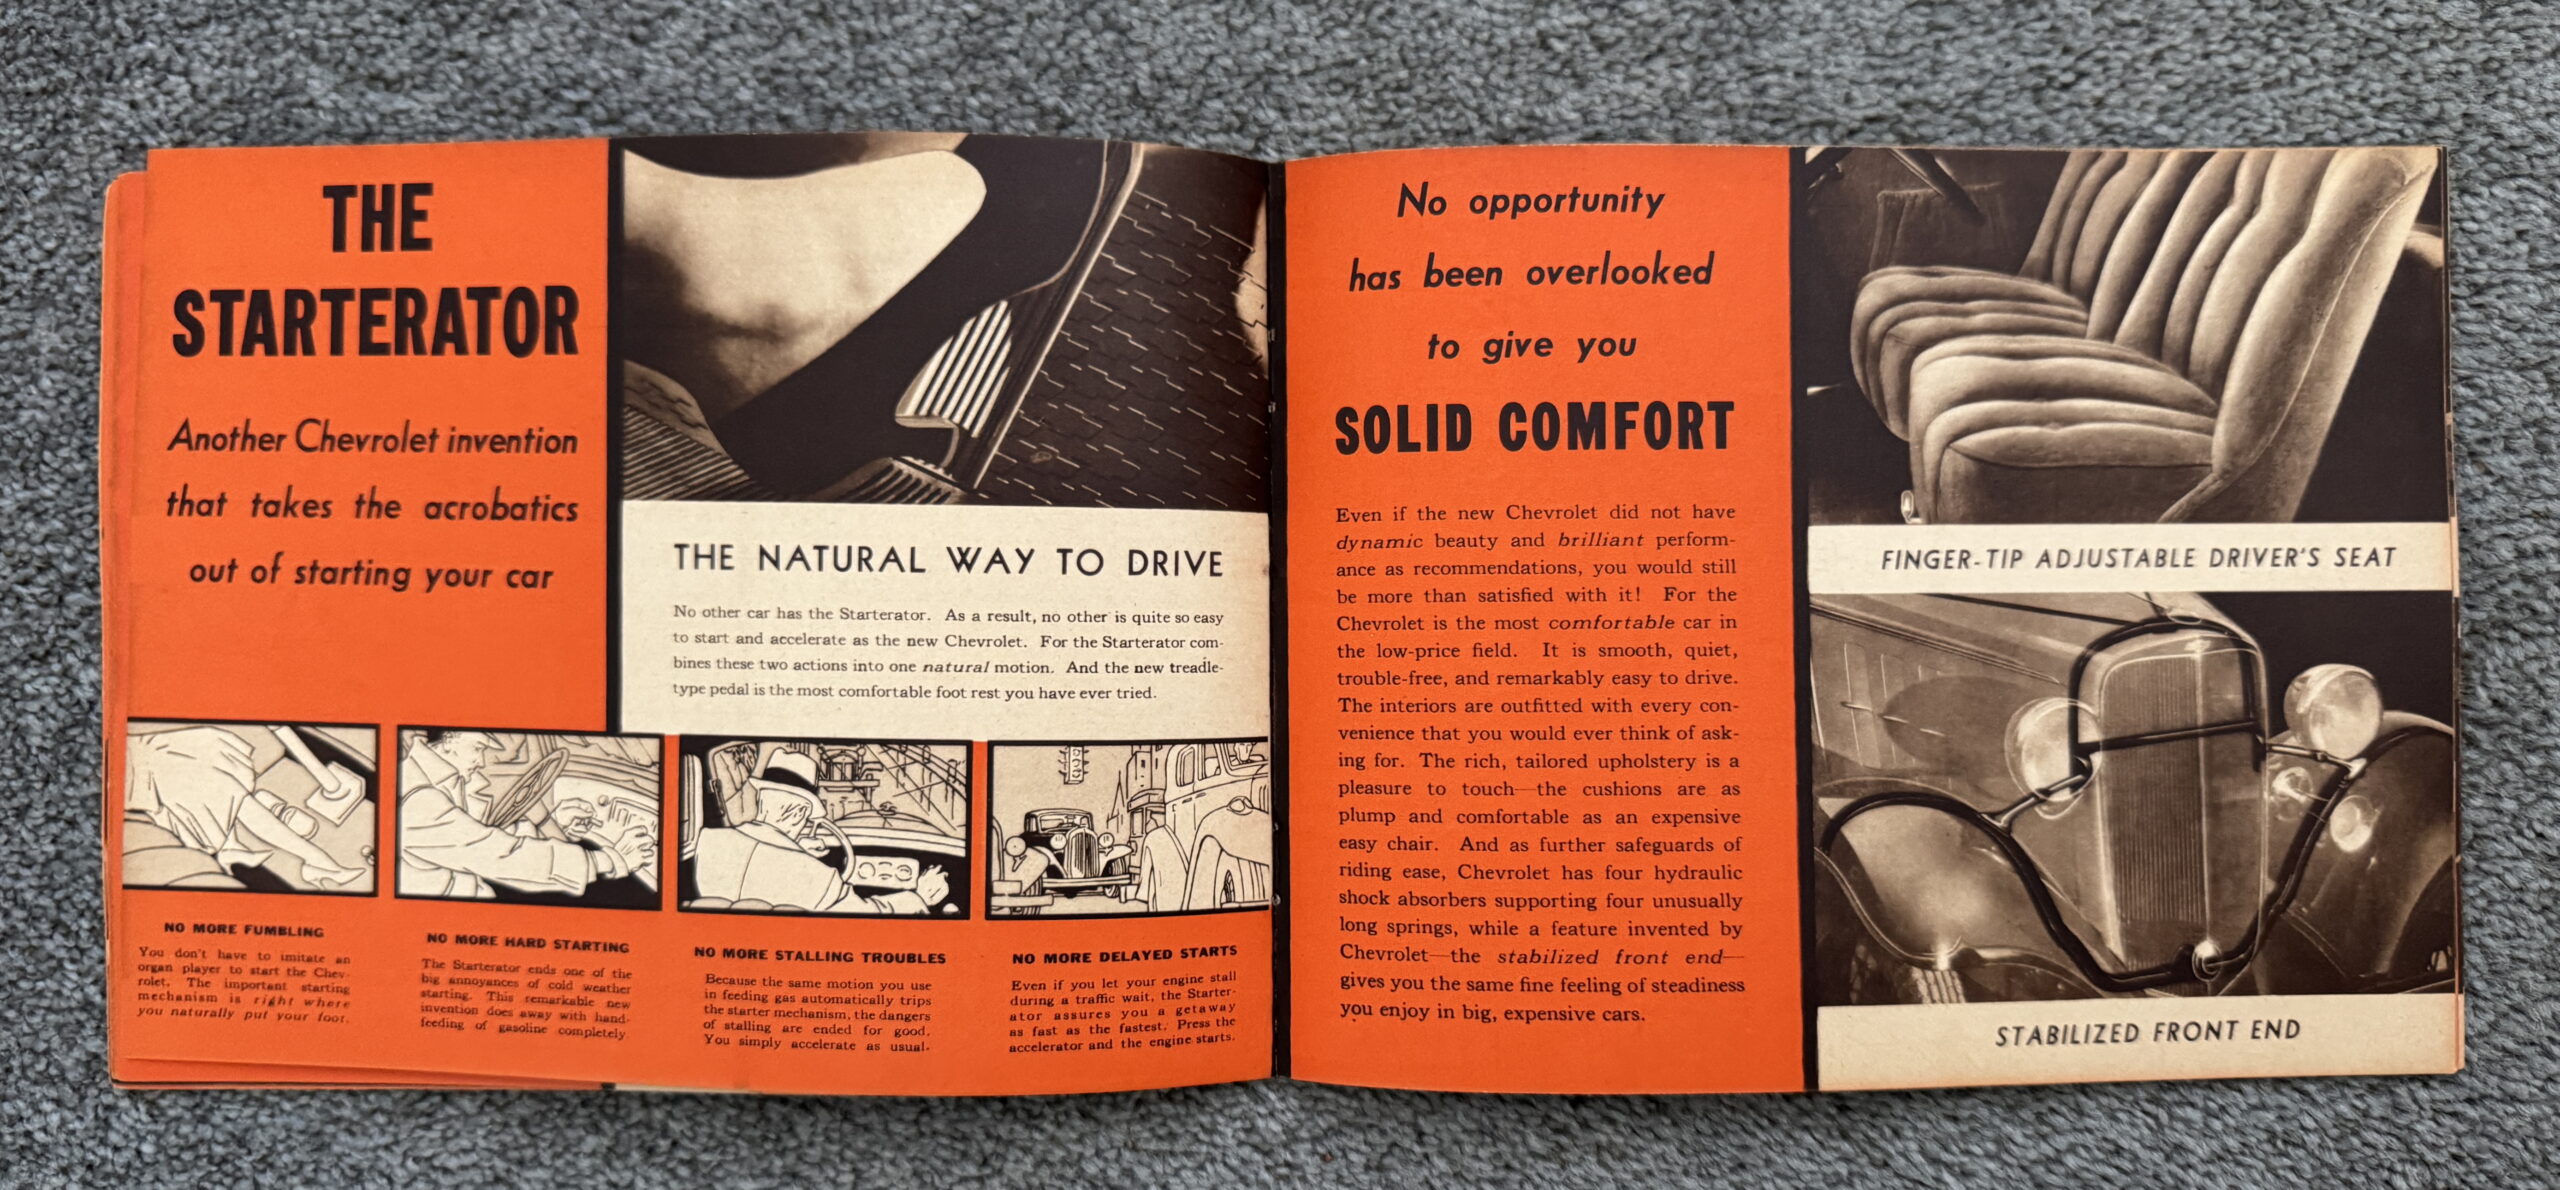 THE
STARTERATOR
Another Chevrolet invention
that takes the acrobatics
out of starting your car
THE NATURAL WAY TO DRIVE
No other car has the Starterator. As a result, no other is quite so easy
to start and accelerate as the new Chevrolet. For the Starterator com-
bines these two actions into one natural motion. And the new treadle-
type pedal is the most comfortable foot rest you have ever tried.
NO MORE FUMBLING
You don't have to imitate an
organ player to start the Chev-
rolet. The important starting
mechanism is right where
you naturally put your foot.
NO MORE HARD STARTING
The Starterator ends one of the
big annoyances of cold weather
starting. This remarkable new
invention does away with hand-
feeding of gasoline completely
NO MORE STALLING TROUBLES
Because the same motion you use
in feeding gas automatically trips
the starter mechanism, the dangers
of stalling are ended for good.
You simply accelerate as usual.
NO MORE DELAYED STARTS
Even if you let your engine stall
during a traffic wait, the Starter-
ator assures you a getaway
as fast as the fastest. Press the
accelerator and the engine starts.
No opportunity
has been overlooked
to give you
SOLID COMFORT
Even if the new Chevrolet did not have
dynamic beauty and brilliant perform-
ance as recommendations, you would still
be more than satisfied with it! For the
Chevrolet is the most comfortable car in
the low-price field. It is smooth, quiet,
trouble-free, and remarkably easy to drive.
The interiors are outfitted with every con-
venience that you would ever think of ask-
ing for. The rich, tailored upholstery is a
pleasure to touch—the cushions are as
plump and comfortable as an expensive
easy chair. And as further safeguards of
riding ease, Chevrolet has four hydraulic
shock absorbers supporting four unusually
long springs, while a feature invented by
Chevrolet—the stabilized front end—
gives you the same fine feeling of steadiness
you enjoy in big, expensive cars.
FINGER-TIP ADJUSTABLE DRIVER'S SEAT
STABILIZED FRONT END